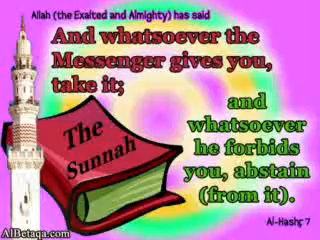 Allah (the Exalted and Almighty) has said
And whatsoever the
Messenger gives you,
take it;
and
whatsoever
he forbids
you, abstain
(from it).
The
Sunnah
Al-Hashr, 7
AlBetaqa.com